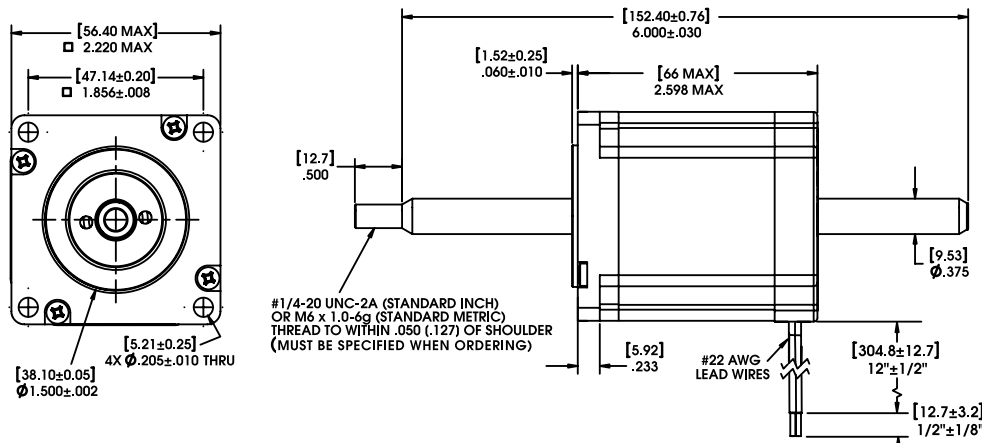 [56.40 MAX]
□ 2.220 MAX
[47.14±0.20]
□ 1.856±.008
[38.10±0.05]
Ø1.500±.002
[5.21±0.25]
4X Ø.205±.010 THRU
[152.40±0.76]
6.000±.030
[1.52±0.25]
.060±.010
[66 MAX]
2.598 MAX
[12.7]
.500
[9.53]
Ø.375
#1/4-20 UNC-2A (STANDARD INCH)
OR M6 x 1.0-6g (STANDARD METRIC)
THREAD TO WITHIN .050 (.127) OF SHOULDER
(MUST BE SPECIFIED WHEN ORDERING)
[5.92]
.233
#22 AWG
LEAD WIRES
[304.8±12.7]
12"±1/2"
[12.7±3.2]
1/2"±1/8"